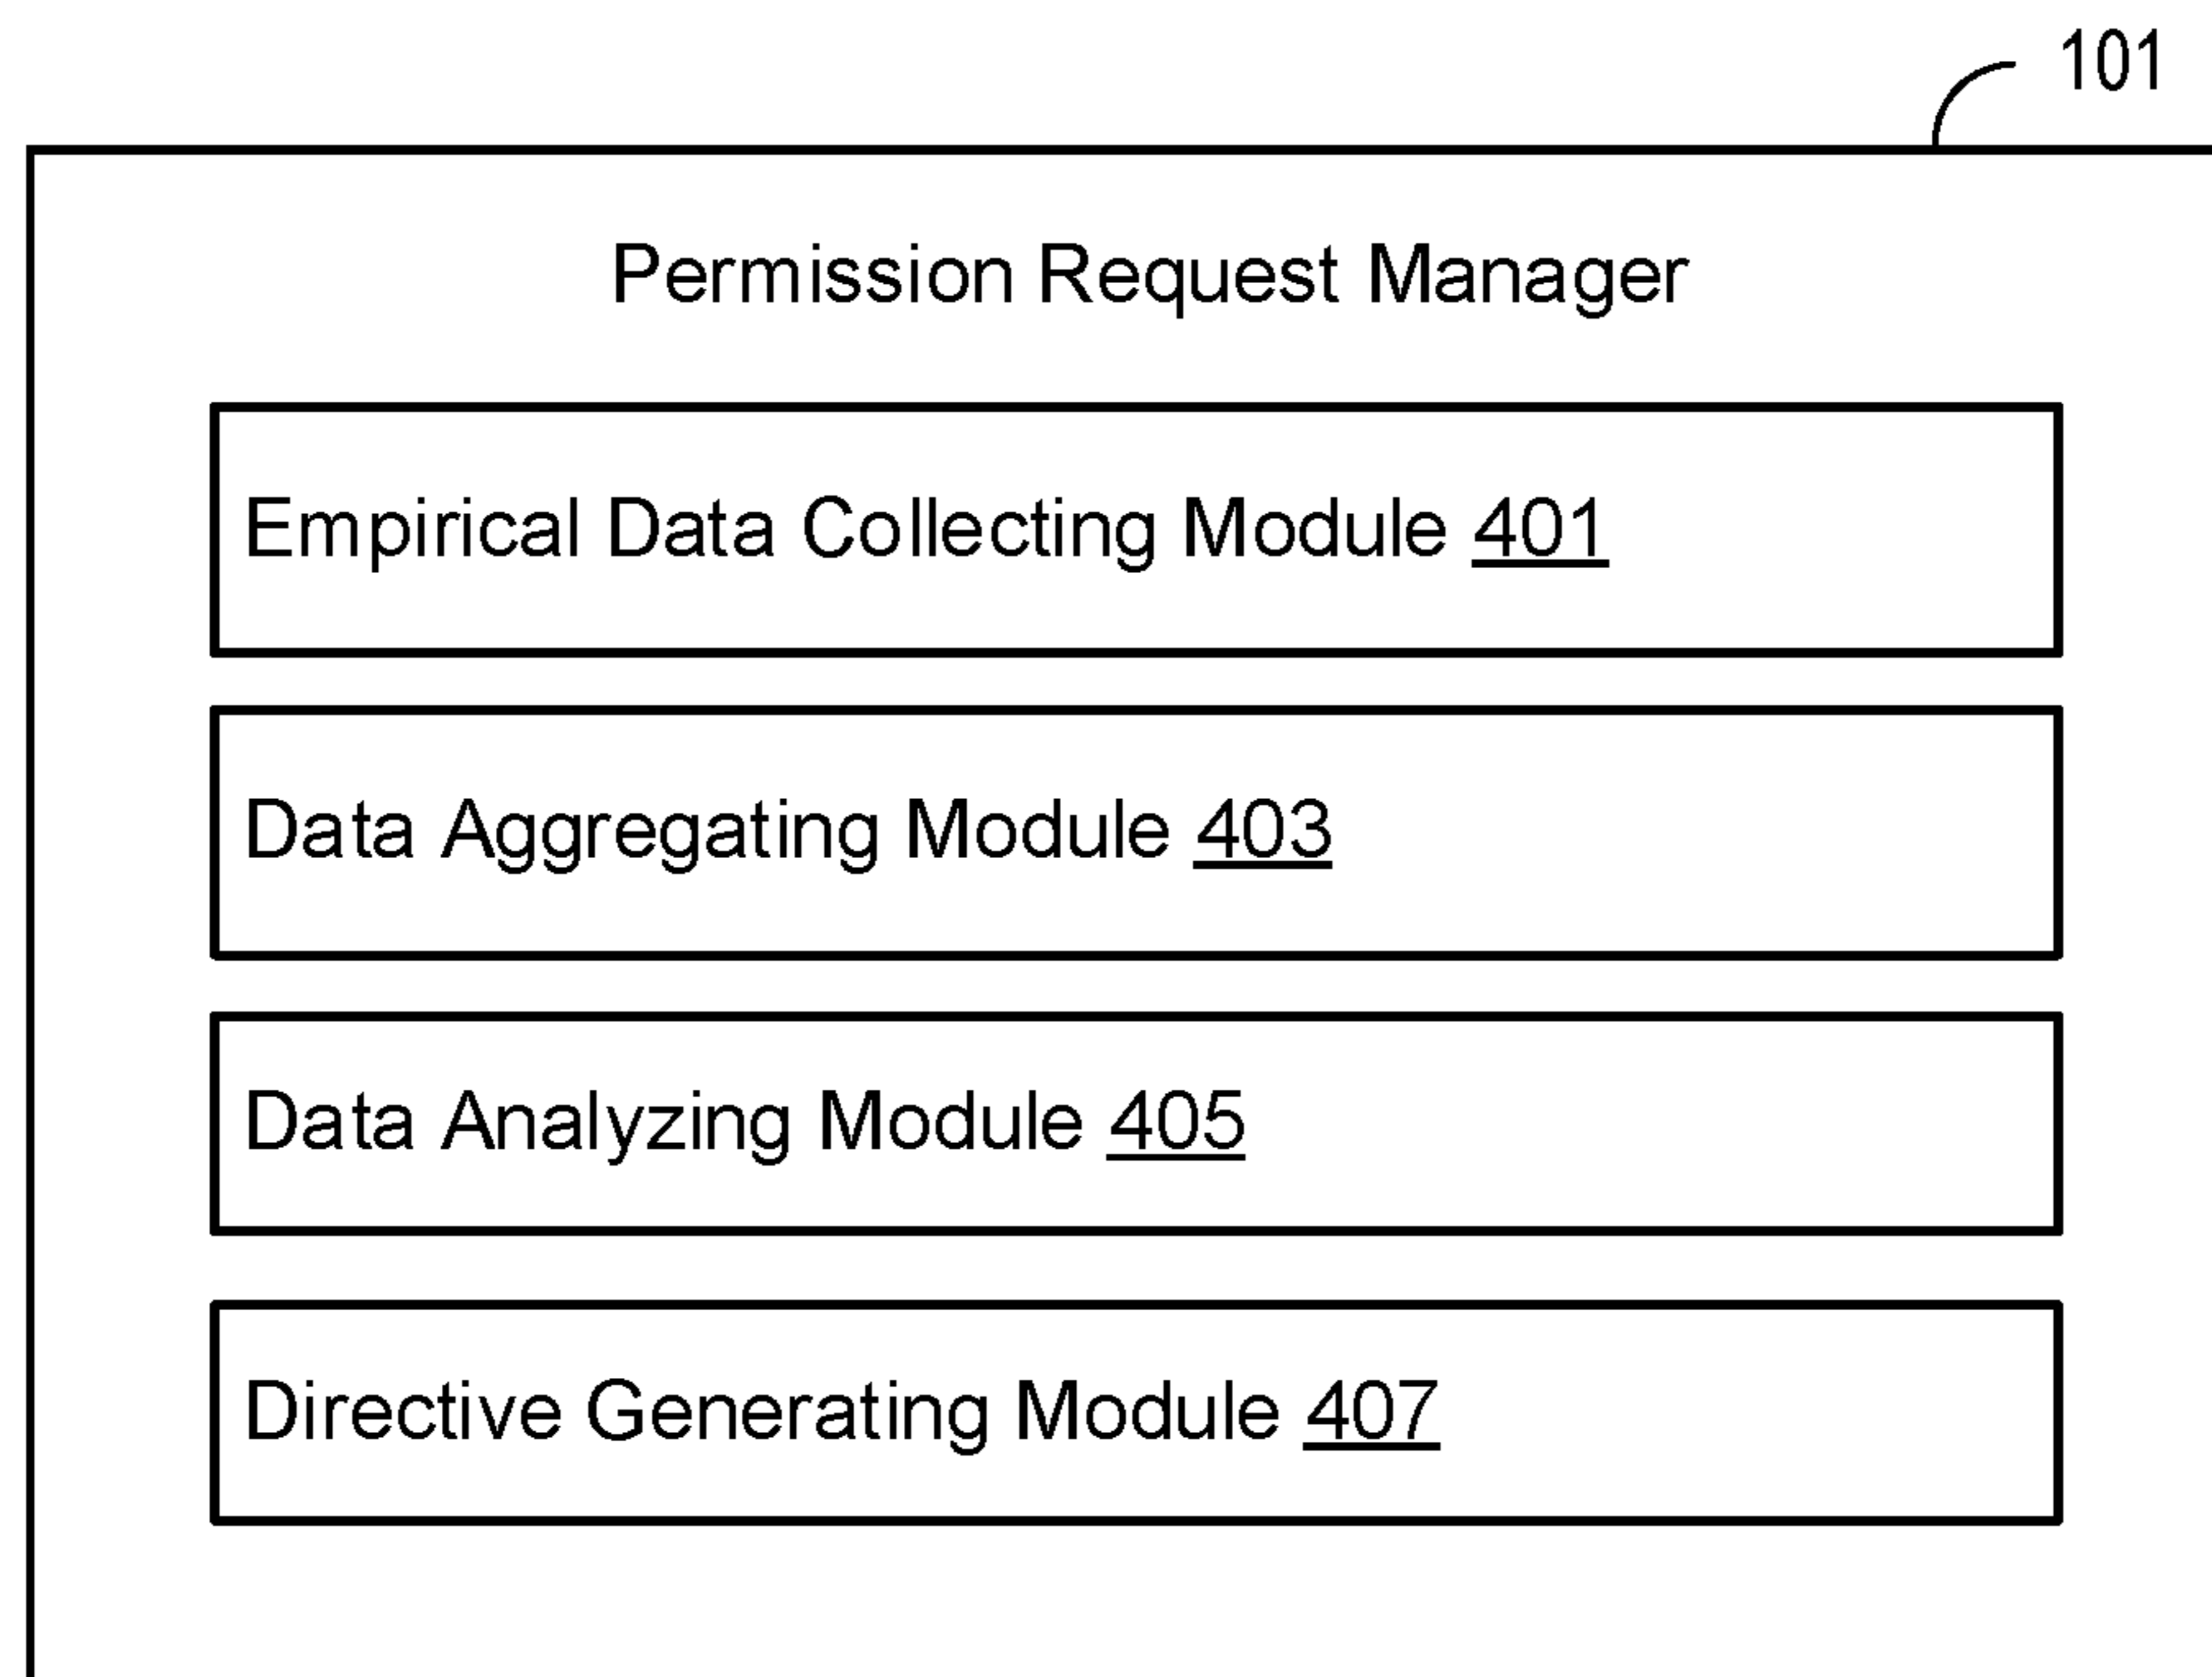 101
Permission Request Manager
Empirical Data Collecting Module 401
Data Aggregating Module 403
Data Analyzing Module 405
Directive Generating Module 407